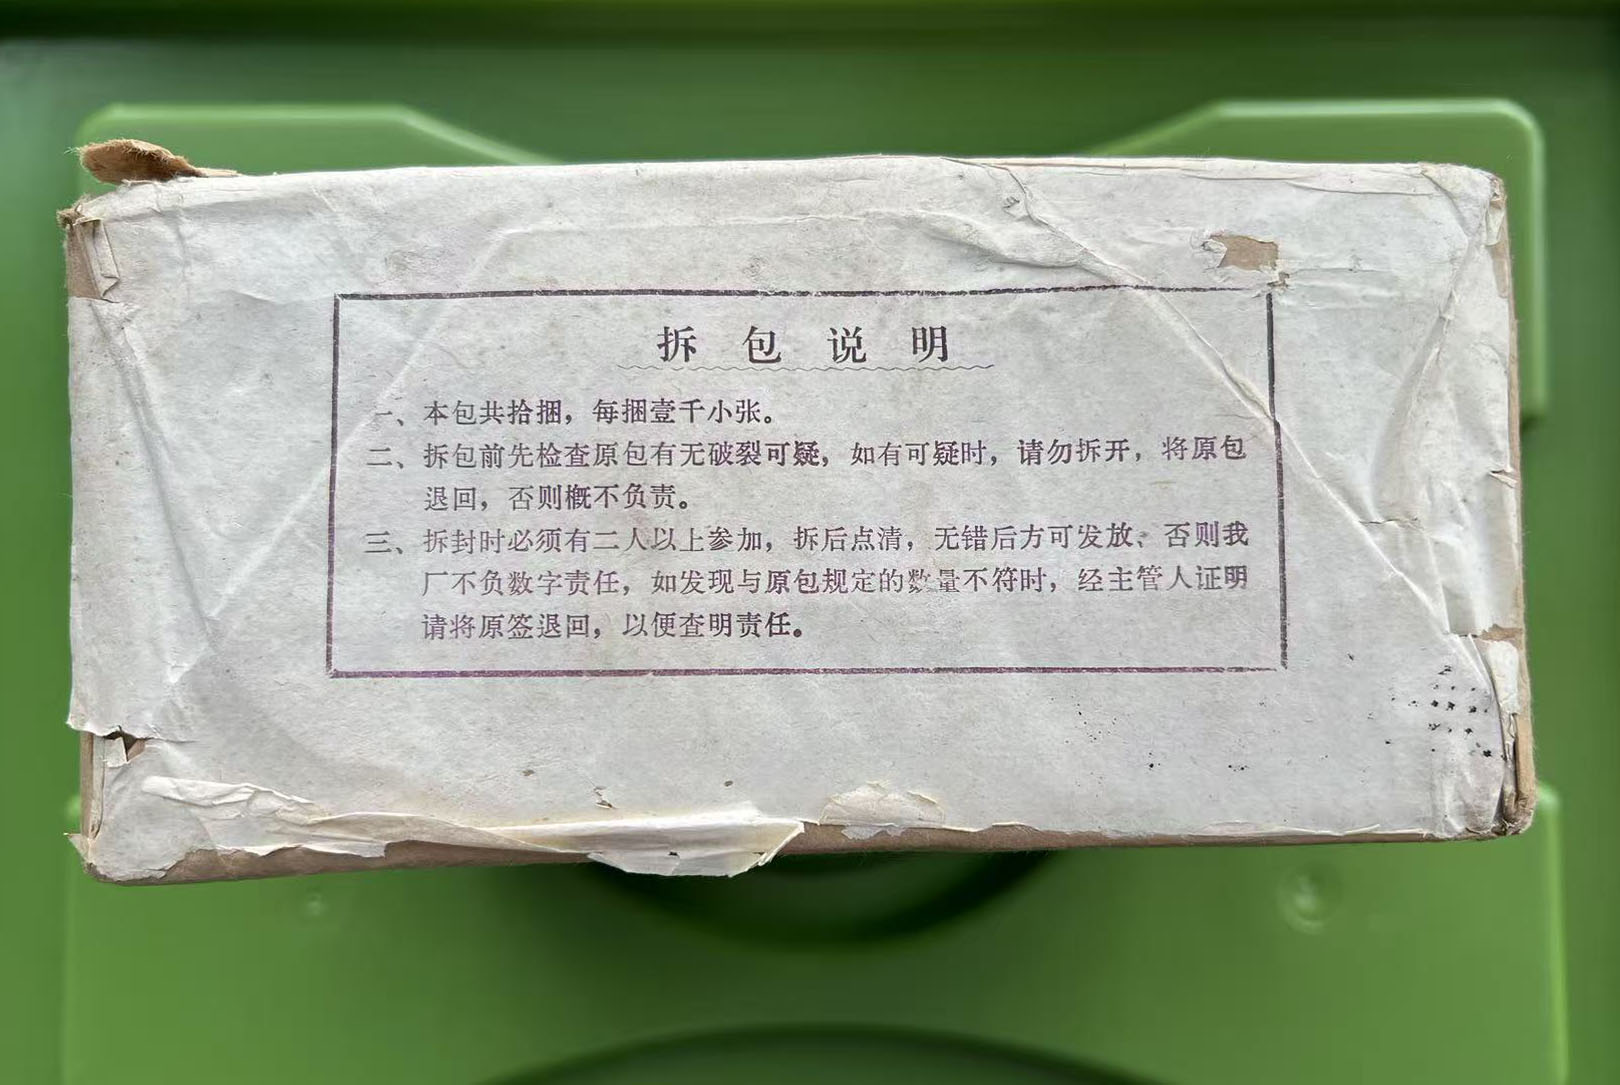 拆包说明
一、本包共拾捆，每捆壹千小张。
二、拆包前先检查原包有无破裂可疑，如有可疑时，请勿拆开，将原包
退回，否则概不负责。
三、拆封时必须有二人以上参加，拆后点清，无错后方可发放、否则我
厂不负数字责任，如发现与原包规定的数量不符时，经主管人证明
请将原签退回，以便查明责任。